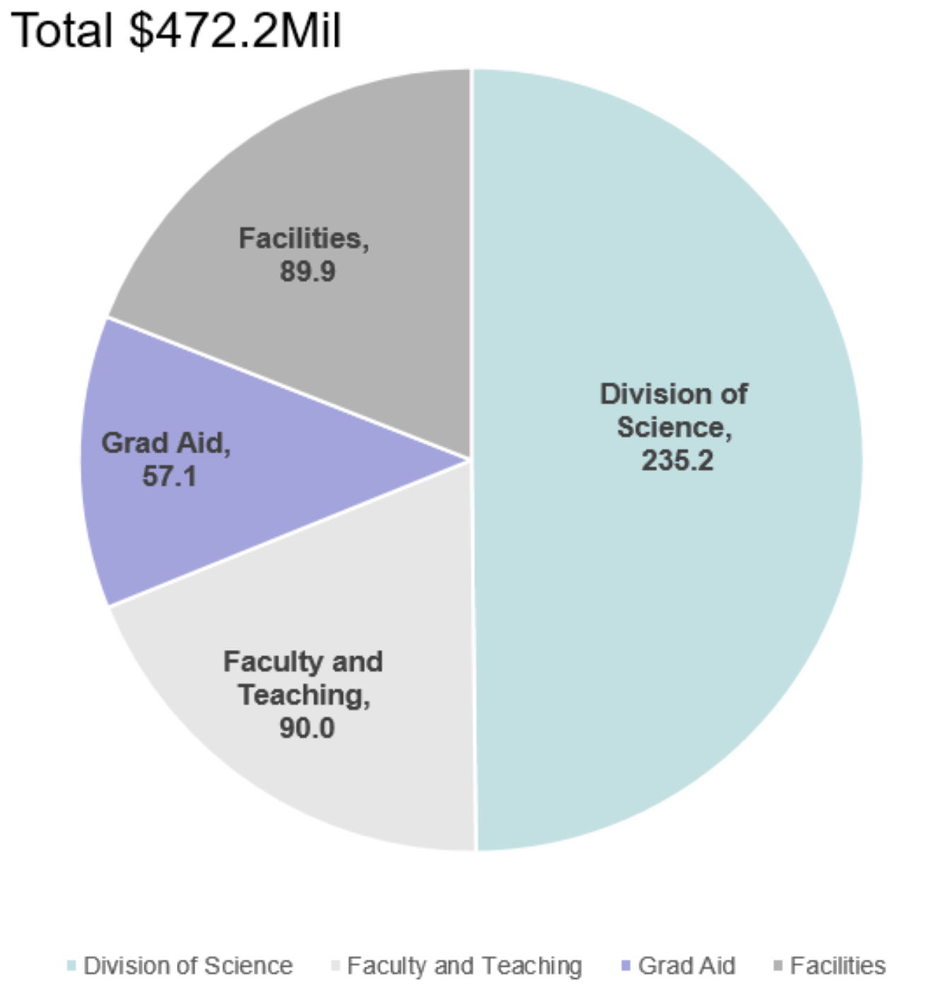 Total $472.2Mil
Facilities,
89.9
Division of
Science,
235.2
Grad Aid,
57.1
Faculty and
Teaching,
90.0
Division of Science Faculty and Teaching Grad Aid Facilities